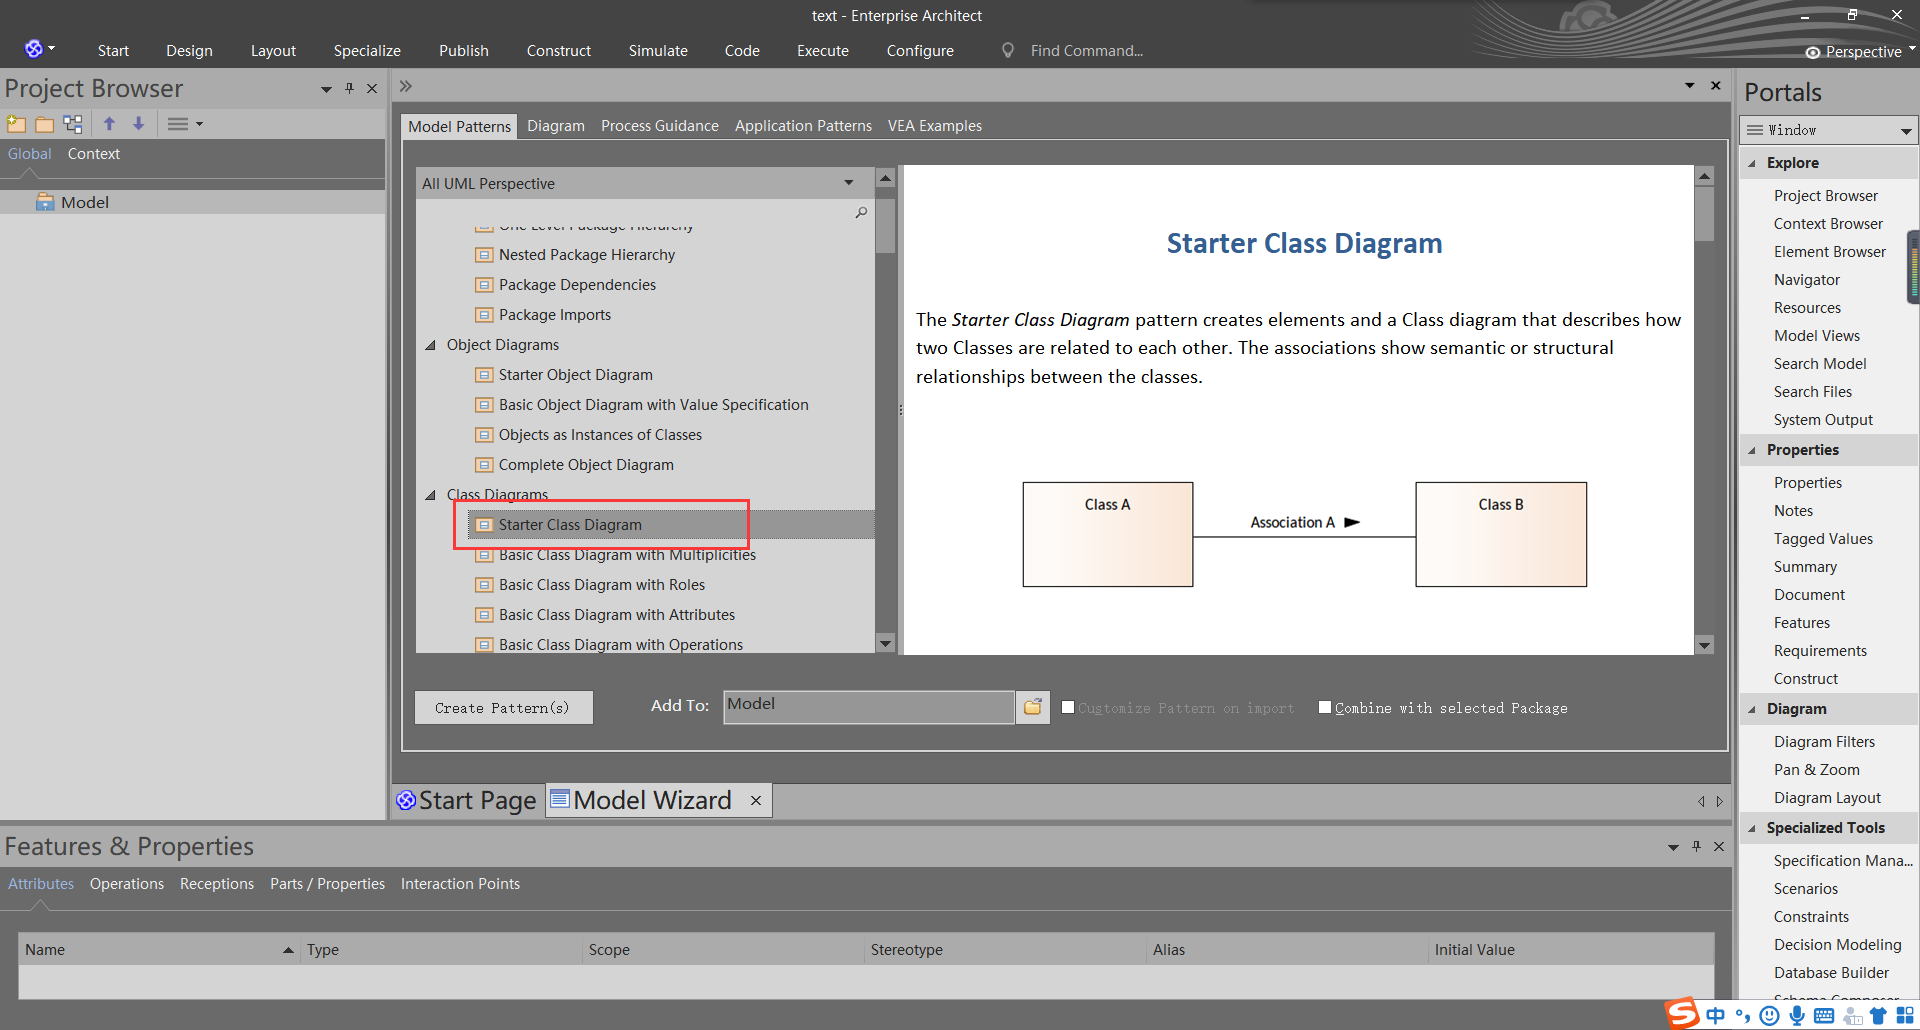 text - Enterprise Architect
Start Design Layout Specialize Publish Construct Simulate Code Execute Configure Find Command... Perspective
Project Browser
Global Context
Model
Model Patterns Diagram Process Guidance Application Patterns VEA Examples
All UML Perspective
One Level Package Hierarchy
Nested Package Hierarchy
Package Dependencies
Package Imports
Object Diagrams
Starter Object Diagram
Basic Object Diagram with Value Specification
Objects as Instances of Classes
Complete Object Diagram
Class Diagrams
Starter Class Diagram
Basic Class Diagram with Multiplicities
Basic Class Diagram with Roles
Basic Class Diagram with Attributes
Basic Class Diagram with Operations
Starter Class Diagram
The Starter Class Diagram pattern creates elements and a Class diagram that describes how
two Classes are related to each other. The associations show semantic or structural
relationships between the classes.
Class A
Association A
Class B
Create Pattern(s)
Add To:
Model
Customize Pattern on import
Combine with selected Package
Start Page
Model Wizard
Features & Properties
Attributes Operations Receptions Parts / Properties Interaction Points
Name Type Scope Stereotype Alias Initial Value
Portals
Window
Explore
Project Browser
Context Browser
Element Browser
Navigator
Resources
Model Views
Search Model
Search Files
System Output
Properties
Properties
Notes
Tagged Values
Summary
Document
Features
Requirements
Construct
Diagram
Diagram Filters
Pan & Zoom
Diagram Layout
Specialized Tools
Specification Mana...
Scenarios
Constraints
Decision Modeling
Database Builder
Schema Composer
S 中